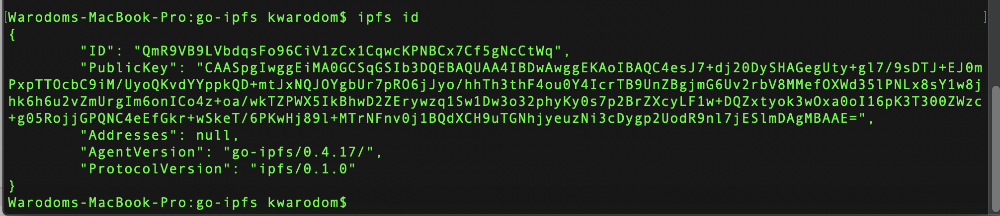 [Warodoms-MacBook-Pro:go-ipfs kwarodom$ ipfs id ]
{
"ID": "QmR9VB9LVbdqsFo96CiV1zCx1CqwcKPNBCx7Cf5gNcCtWq",
"PublicKey": "CAASpgIwggEiMA0GCSqGSIb3DQEBAQUAA4IBDwAwggEKAoIBAQC4esJ7+dj20DySHAGegUty+gl7/9sDTJ+EJ0m
PxpTTOcbC9iM/UyoQKvdYYppkQD+mtJxNQJOYgbUr7pRO6jJyo/hhTh3thF4ou0Y4IcrTB9UnZBgjmG6Uv2rbV8MMefOXWd35lPNLx8sY1w8j
hk6h6u2vZmUrgIm6onICo4z+oa/wkTZPWX5IkBhwD2ZErywzq1Sw1Dw3o32phyKy0s7p2BrZXcyLF1w+DQZxtyok3wOxa0oI16pK3T300ZWzc
+g05RojjGPQNC4eEfGkr+wSkeT/6PKwHj89l+MTrNFnv0j1BQdXCH9uTGNhjyeuzNi3cDygp2UodR9nl7jESlmDAgMBAAE=",
"Addresses": null,
"AgentVersion": "go-ipfs/0.4.17/",
"ProtocolVersion": "ipfs/0.1.0"
}
Warodoms-MacBook-Pro:go-ipfs kwarodom$